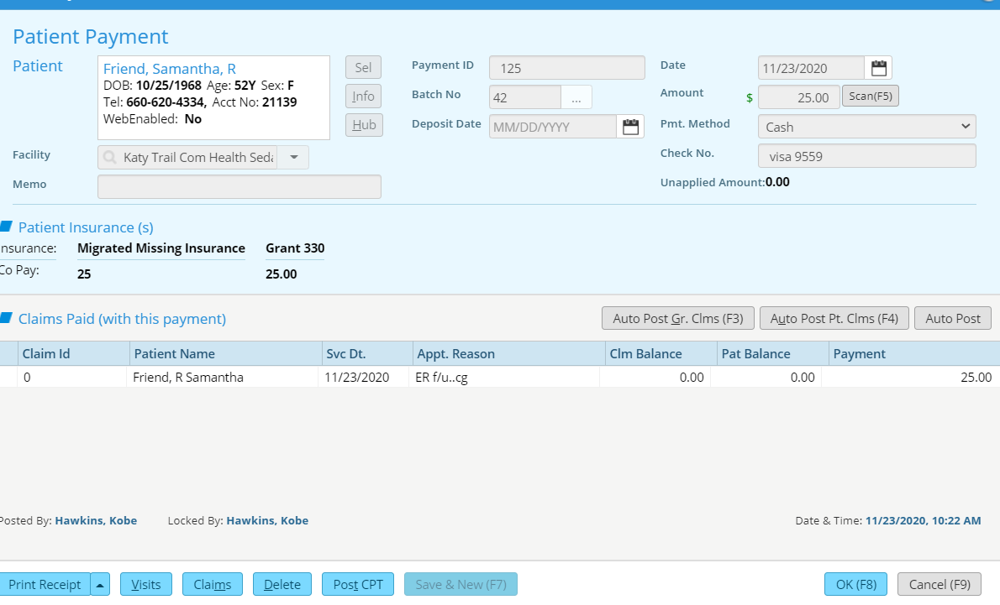 Patient Payment
Patient
Friend, Samantha, R
DOB: 10/25/1968 Age: 52Y Sex: F
Tel: 660-620-4334, Acct No: 21139
WebEnabled: No
Sel
Info
Hub
Payment ID 125
Batch No 42 ...
Deposit Date MM/DD/YYYY
Date 11/23/2020
Amount $ 25.00 Scan(F5)
Pmt. Method Cash
Check No. visa 9559
Unapplied Amount:0.00
Facility Katy Trail Com Health Seda
Memo
Patient Insurance (s)
nsurance: Migrated Missing Insurance Grant 330
Co Pay: 25 25.00
Claims Paid (with this payment) Auto Post Gr. Clms (F3) Auto Post Pt. Clms (F4) Auto Post
Claim Id Patient Name Svc Dt. Appt. Reason Clm Balance Pat Balance Payment
0 Friend, R Samantha 11/23/2020 ER f/u..cg 0.00 0.00 25.00
Posted By: Hawkins, Kobe Locked By: Hawkins, Kobe Date & Time: 11/23/2020, 10:22 AM
Print Receipt Visits Claims Delete Post CPT Save & New (F7) OK (F8) Cancel (F9)